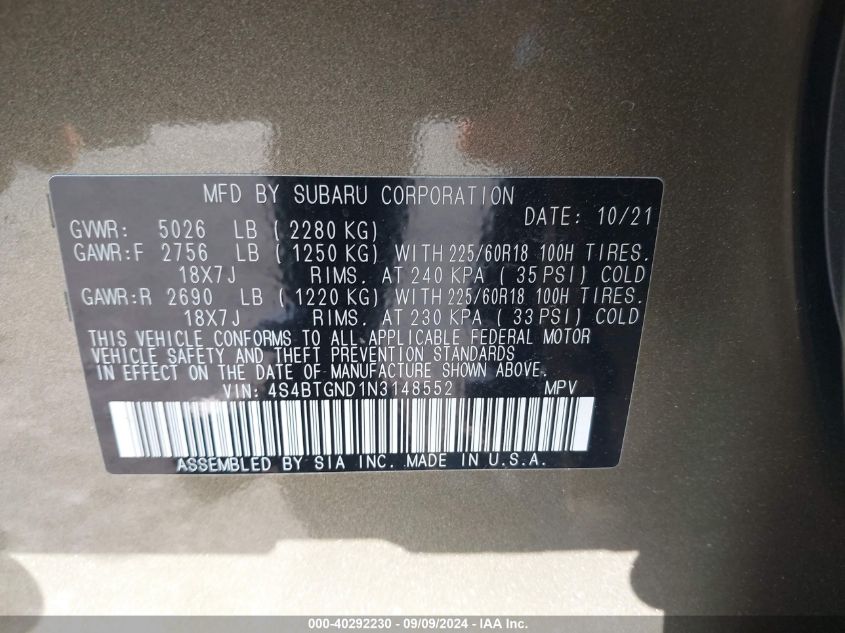 MFD BY SUBARU CORPORATION
DATE: 10/21
GVWR: 5026 LB ( 2280 KG)
GAWR:F 2756 LB ( 1250 KG) WITH 225/60R18 100H TIRES.
18X7J RIMS. AT 240 KPA ( 35 PSI) COLD
GAWR:R 2690 LB ( 1220 KG) WITH 225/60R18 100H TIRES.
18X7J RIMS. AT 230 KPA ( 33 PSI) COLD
THIS VEHICLE CONFORMS TO ALL APPLICABLE FEDERAL MOTOR
VEHICLE SAFETY AND THEFT PREVENTION STANDARDS
IN EFFECT ON THE DATE OF MANUFACTURE SHOWN ABOVE.
VIN: 4S4BTGND1N3148552 MPV
ASSEMBLED BY SIA INC. MADE IN U.S.A.
000-40292230 - 09/09/2024 - IAA Inc.